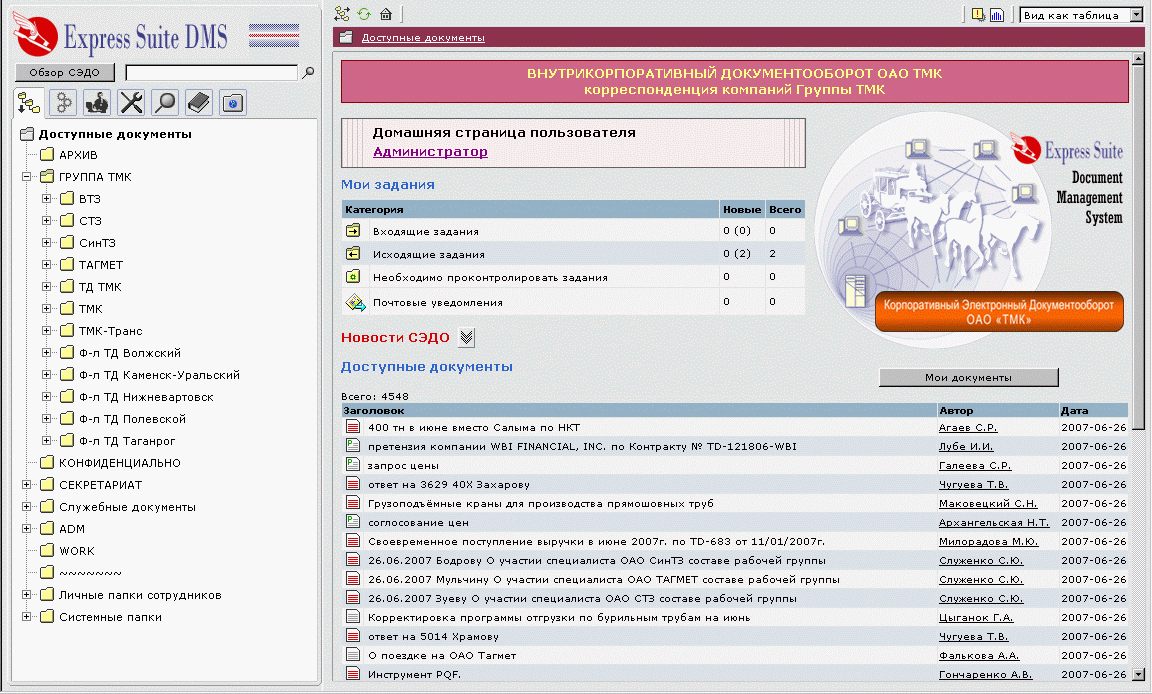 Express Suite DMS
Обзор СЭДО
Доступные документы
АРХИВ
ГРУППА ТМК
ВТЗ
СТЗ
СинТЗ
ТАГМЕТ
ТД ТМК
ТМК
ТМК-Транс
Ф-л ТД Волжский
Ф-л ТД Каменск-Уральский
Ф-л ТД Нижневартовск
Ф-л ТД Полевской
Ф-л ТД Таганрог
КОНФИДЕНЦИАЛЬНО
СЕКРЕТАРИАТ
Служебные документы
ADM
WORK
~~~~~~~
Личные папки сотрудников
Системные папки
Вид как таблица
Доступные документы
ВНУТРИКОРПОРАТИВНЫЙ ДОКУМЕНТООБОРОТ ОАО ТМК
корреспонденция компаний Группы ТМК
Домашняя страница пользователя
Администратор
Мои задания
Категория Новые Всего
Входящие задания 0 (0) 0
Исходящие задания 0 (2) 2
Необходимо проконтролировать задания 0 0
Почтовые уведомления 0 0
Express Suite
Document
Management
System
Корпоративный Электронный Документооборот
ОАО «ТМК»
Новости СЭДО
Доступные документы
Мои документы
Всего: 4548
Заголовок Автор Дата
400 тн в июне вместо Салыма по НКТ Агаев С.Р. 2007-06-26
претензия компании WBI FINANCIAL, INC. по Контракту № TD-121806-WBI Лубе И.И. 2007-06-26
запрос цены Галеева С.Р. 2007-06-26
ответ на 3629 40Х Захарову Чугуева Т.В. 2007-06-26
Грузоподъёмные краны для производства прямошовных труб Маковецкий С.Н. 2007-06-26
соглосование цен Архангельская Н.Т. 2007-06-26
Своевременное поступление выручки в июне 2007г. по TD-683 от 11/01/2007г. Милорадова М.Ю. 2007-06-26
26.06.2007 Бодрову О участии специалиста ОАО СинТЗ составе рабочей группы Служенко С.Ю. 2007-06-26
26.06.2007 Мульчину О участии специалиста ОАО ТАГМЕТ составе рабочей группы Служенко С.Ю. 2007-06-26
26.06.2007 Зуеву О участии специалиста ОАО СТЗ составе рабочей группы Служенко С.Ю. 2007-06-26
Корректировка программы отгрузки по бурильным трубам на июнь Цыганок Г.А. 2007-06-26
ответ на 5014 Храмову Чугуева Т.В. 2007-06-26
О поездке на ОАО Тагмет Фалькова А.А. 2007-06-26
Инструмент PQF. Гончаренко А.В. 2007-06-26